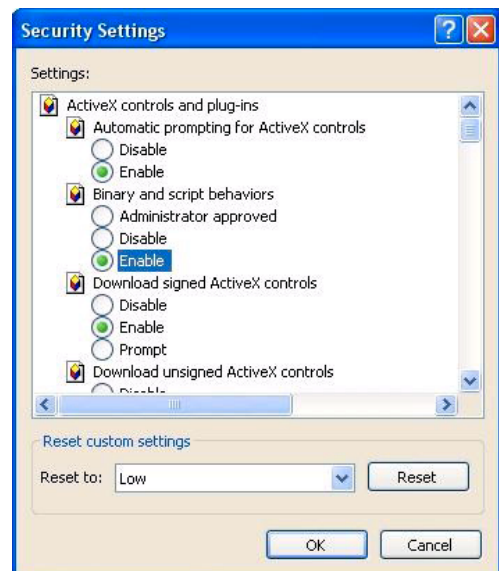 Security Settings
Settings:
ActiveX controls and plug-ins
Automatic prompting for ActiveX controls
Disable
Enable
Binary and script behaviors
Administrator approved
Disable
Enable
Download signed ActiveX controls
Disable
Enable
Prompt
Download unsigned ActiveX controls
Disable
Reset custom settings
Reset to: Low Reset
OK Cancel